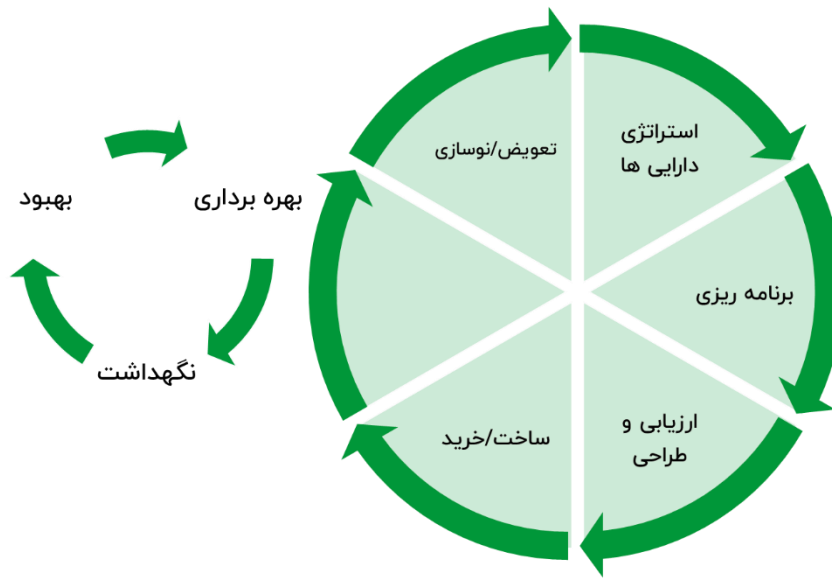 استراتژی
دارایی ها
برنامه ریزی
ارزیابی و
طراحی
ساخت/خرید
تعویض/نوسازی
بهره برداری
نگهداشت
بهبود